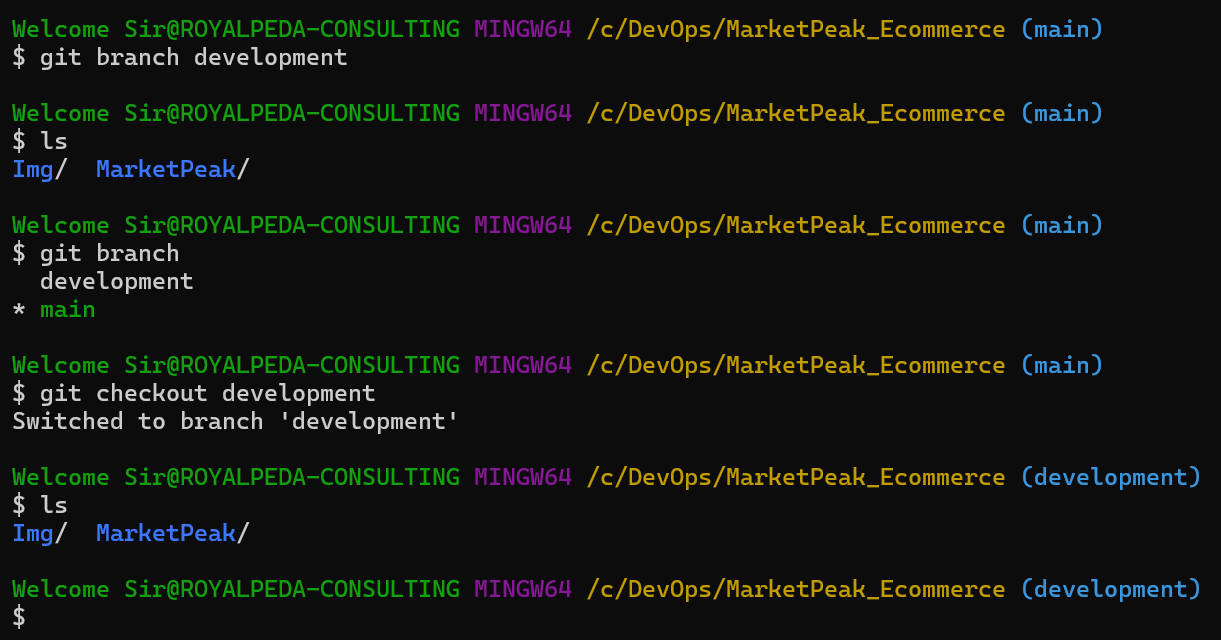 Welcome Sir@ROYALPEDA-CONSULTING MINGW64 /c/DevOps/MarketPeak_Ecommerce (main)
$ git branch development
Welcome Sir@ROYALPEDA-CONSULTING MINGW64 /c/DevOps/MarketPeak_Ecommerce (main)
$ ls
Img/  MarketPeak/
Welcome Sir@ROYALPEDA-CONSULTING MINGW64 /c/DevOps/MarketPeak_Ecommerce (main)
$ git branch
  development
* main
Welcome Sir@ROYALPEDA-CONSULTING MINGW64 /c/DevOps/MarketPeak_Ecommerce (main)
$ git checkout development
Switched to branch 'development'
Welcome Sir@ROYALPEDA-CONSULTING MINGW64 /c/DevOps/MarketPeak_Ecommerce (development)
$ ls
Img/  MarketPeak/
Welcome Sir@ROYALPEDA-CONSULTING MINGW64 /c/DevOps/MarketPeak_Ecommerce (development)
$